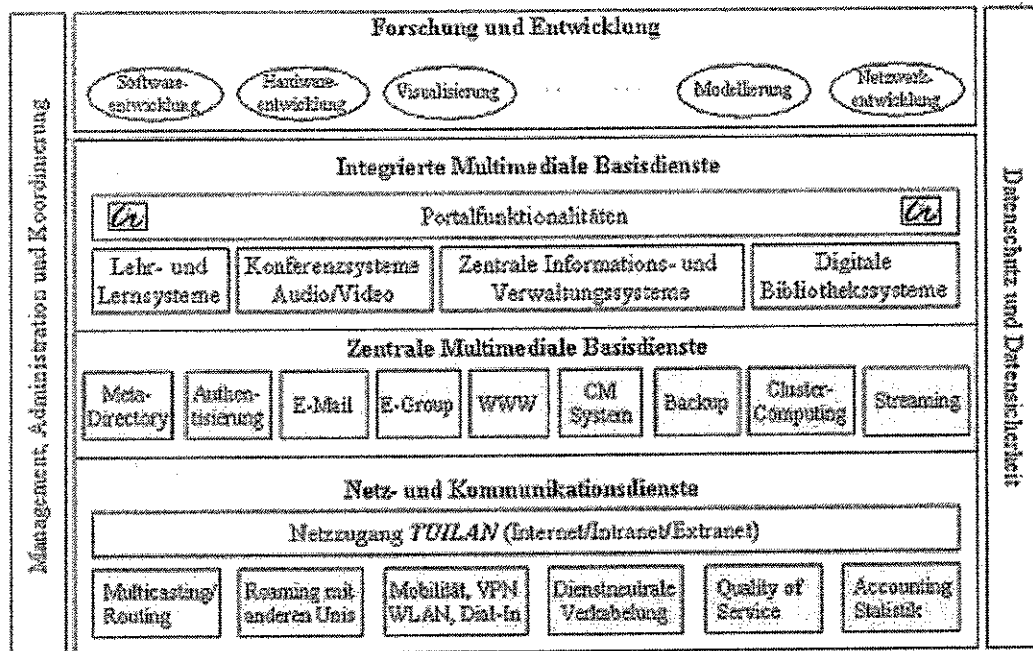 Forschung und Entwicklung
Software-
entwicklung
Hardware-
entwicklung
Visualisierung
. . .
. . .
Modellierung
Netzwerk-
entwicklung
Management, Administration und Koordinierung
Datenschutz und Datensicherheit
Integrierte Multimediale Basisdienste
Portalfunktionalitäten
Lehr- und
Lernsysteme
Konferenzsysteme
Audio/Video
Zentrale Informations- und
Verwaltungssysteme
Digitale
Bibliothekssysteme
Zentrale Multimediale Basisdienste
Meta-
Directory
Authen-
tisierung
E-Mail
E-Group
WWW
CM
System
Backup
Cluster-
Computing
Streaming
Netz- und Kommunikationsdienste
Netzzugang TUILAN (Internet/Intranet/Extranet)
Multicasting/
Routing
Roaming mit
anderen Unis
Mobilität, VPN
WLAN, Dial-In
Dienstneutrale
Verkabelung
Quality of
Service
Accounting
Statistik